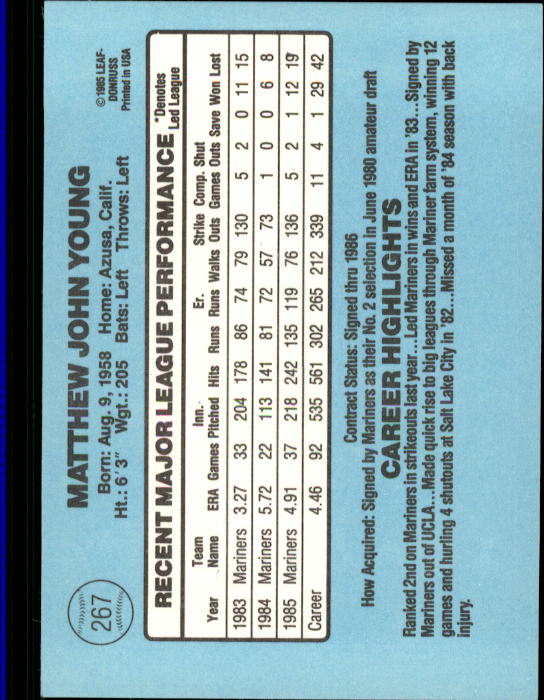 267
MATTHEW JOHN YOUNG
©1985 LEAF-
DONRUSS
Printed in USA
Born: Aug. 9, 1958 Home: Azusa, Calif.
Ht.: 6'3" Wgt.: 205 Bats: Left Throws: Left
RECENT MAJOR LEAGUE PERFORMANCE *Denotes Led League
Year Team Name ERA Games Inn. Pitched Hits Runs Er. Runs Walks Strike Outs Comp. Games Shut Outs Save Won Lost
1983 Mariners 3.27 33 204 178 86 74 79 130 5 2 0 11 15
1984 Mariners 5.72 22 113 141 81 72 57 73 1 0 0 6 8
1985 Mariners 4.91 37 218 242 135 119 76 136 5 2 1 12 19
Career 4.46 92 535 561 302 265 212 339 11 4 1 29 42
Contract Status: Signed thru 1986
How Acquired: Signed by Mariners as their No. 2 selection in June 1980 amateur draft
CAREER HIGHLIGHTS
Ranked 2nd on Mariners in strikeouts last year...Led Mariners in wins and ERA in '83...Signed by
Mariners out of UCLA...Made quick rise to big leagues through Mariner farm system, winning 12
games and hurling 4 shutouts at Salt Lake City in '82...Missed a month of '84 season with back
injury.